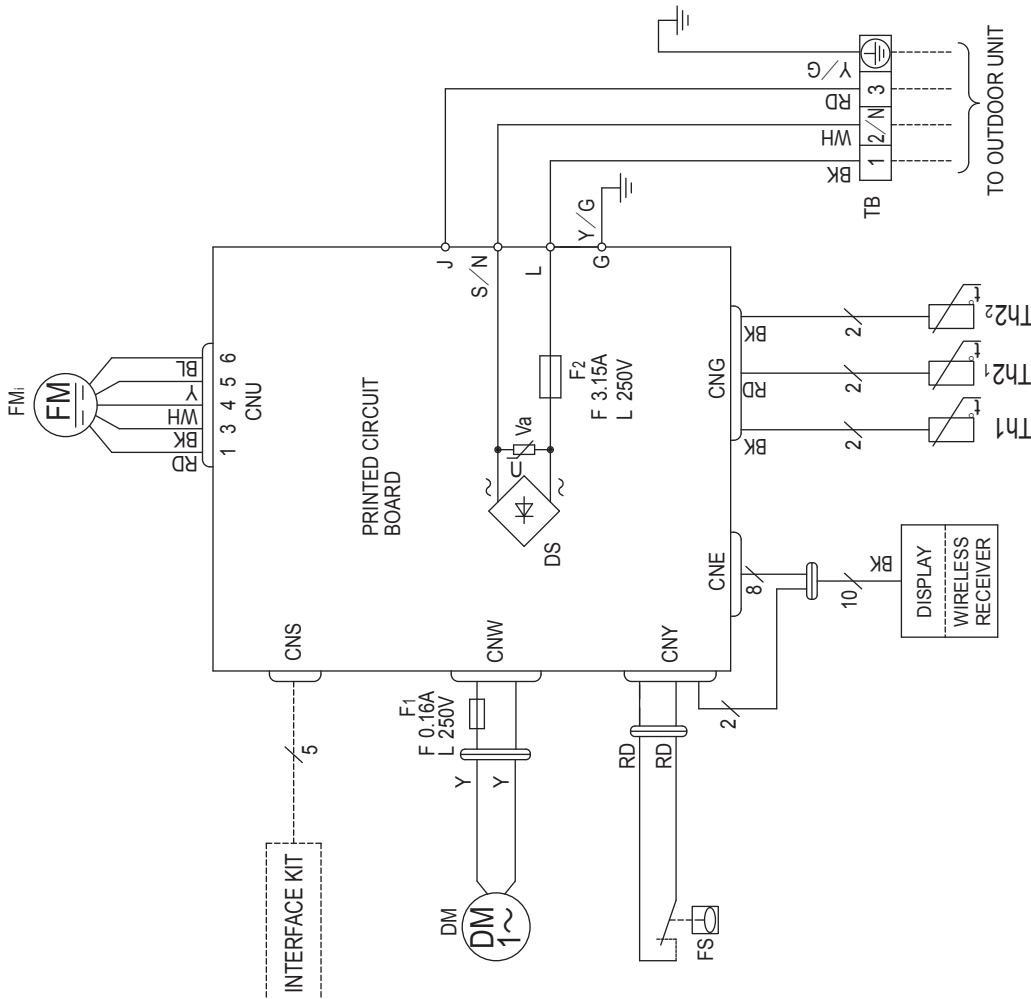 FMi
FM
RD
BK
WH
Y
BL
1 3 4 5 6
CNU
PRINTED CIRCUIT
BOARD
J
S/N
L
G
Y/G
F2
F 3.15A
L 250V
Va
U
~
~
DS
CNS
5
INTERFACE KIT
CNW
F1
F 0.16A
L 250V
Y
Y
DM
DM
1~
CNY
RD
RD
2
FS
CNE
8
10
BK
DISPLAY
WIRELESS
RECEIVER
CNG
BK
RD
BK
2
2
2
t
t
t
Th1
Th21
Th22
BK
WH
RD
Y/G
1
2/N
3
TB
TO OUTDOOR UNIT